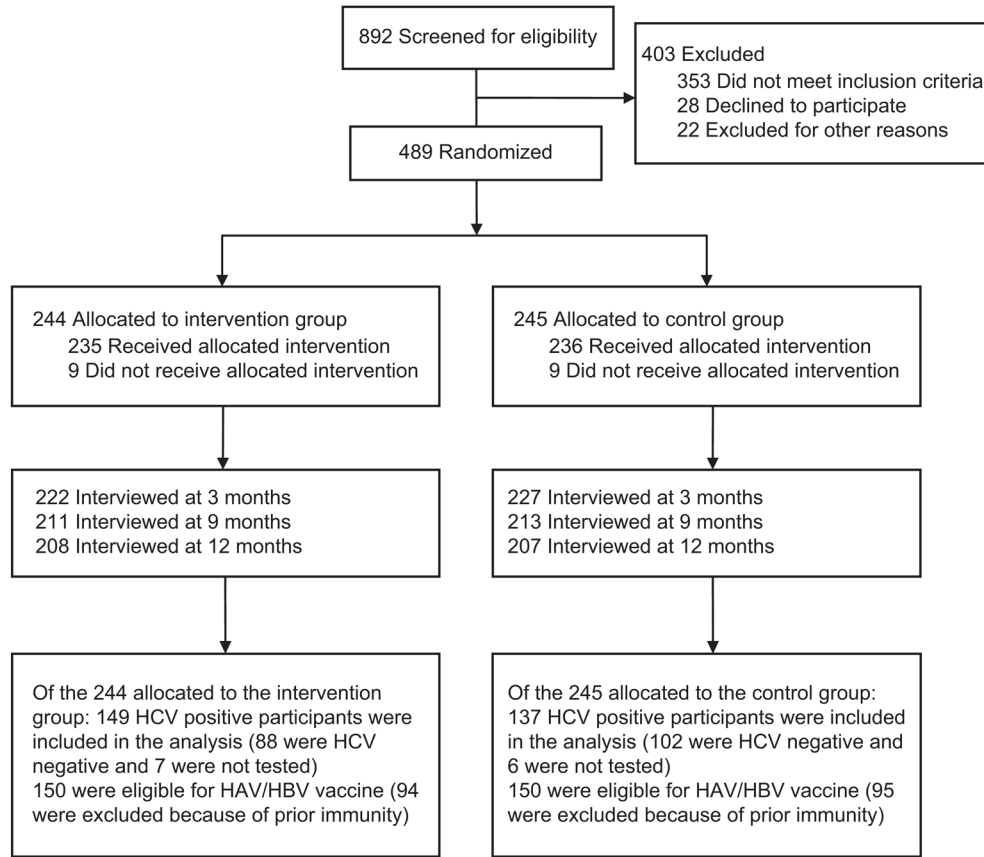 892 Screened for eligibility
403 Excluded
353 Did not meet inclusion criteria
28 Declined to participate
22 Excluded for other reasons
489 Randomized
244 Allocated to intervention group
235 Received allocated intervention
9 Did not receive allocated intervention
245 Allocated to control group
236 Received allocated intervention
9 Did not receive allocated intervention
222 Interviewed at 3 months
211 Interviewed at 9 months
208 Interviewed at 12 months
227 Interviewed at 3 months
213 Interviewed at 9 months
207 Interviewed at 12 months
Of the 244 allocated to the intervention
group: 149 HCV positive participants were
included in the analysis (88 were HCV
negative and 7 were not tested)
150 were eligible for HAV/HBV vaccine (94
were excluded because of prior immunity)
Of the 245 allocated to the control group:
137 HCV positive participants were included
in the analysis (102 were HCV negative and
6 were not tested)
150 were eligible for HAV/HBV vaccine (95
were excluded because of prior immunity)